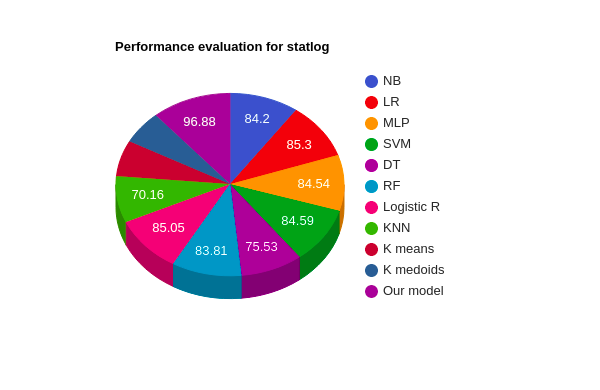 Performance evaluation for statlog
96.88
84.2
85.3
84.54
84.59
75.53
83.81
85.05
70.16
NB
LR
MLP
SVM
DT
RF
Logistic R
KNN
K means
K medoids
Our model